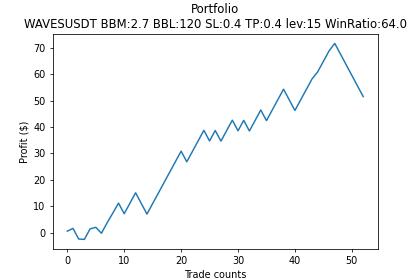 Portfolio
WAVESUSDT BBM:2.7 BBL:120 SL:0.4 TP:0.4 lev:15 WinRatio:64.0
70
60
50
40
30
20
10
0
Profit ($)
0 10 20 30 40 50
Trade counts